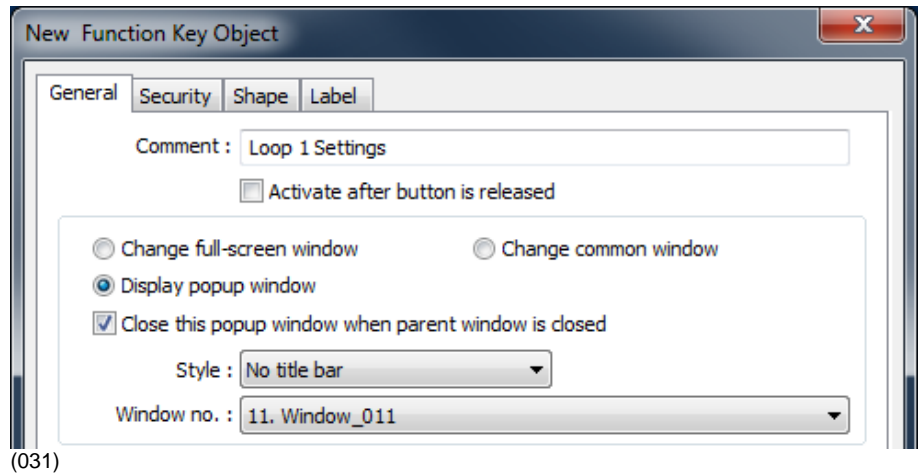 New Function Key Object
General Security Shape Label
Comment : Loop 1 Settings
Activate after button is released
Change full-screen window Change common window
Display popup window
Close this popup window when parent window is closed
Style : No title bar
Window no. : 11. Window_011
(031)